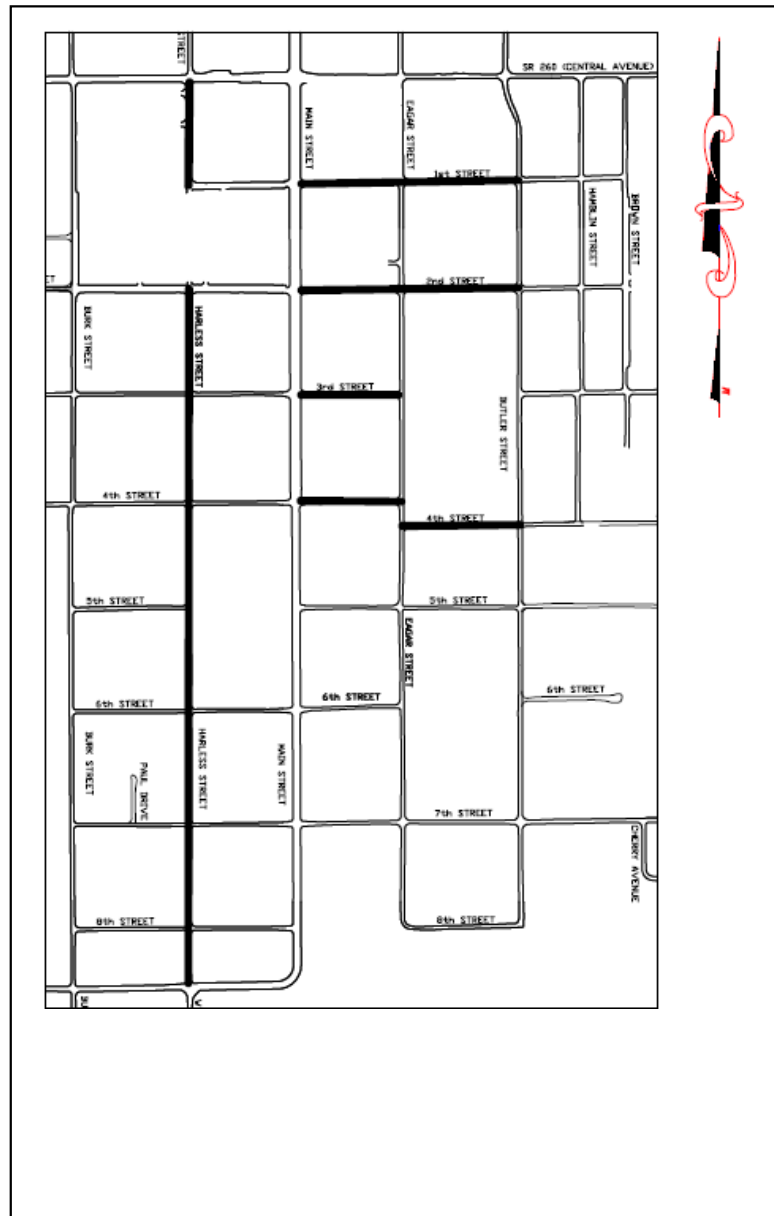 STREET
SR 260 (CENTRAL AVENUE)
MAIN STREET
EAGAR STREET
1st STREET
HAMBLIN STREET
BROWN STREET
2nd STREET
BURK STREET
HARLESS STREET
3rd STREET
BUTLER STREET
4th STREET
4th STREET
5th STREET
5th STREET
EAGAR STREET
6th STREET
6th STREET
6th STREET
BURK STREET
PAUL DRIVE
HARLESS STREET
MAIN STREET
7th STREET
CHERRY AVENUE
8th STREET
8th STREET